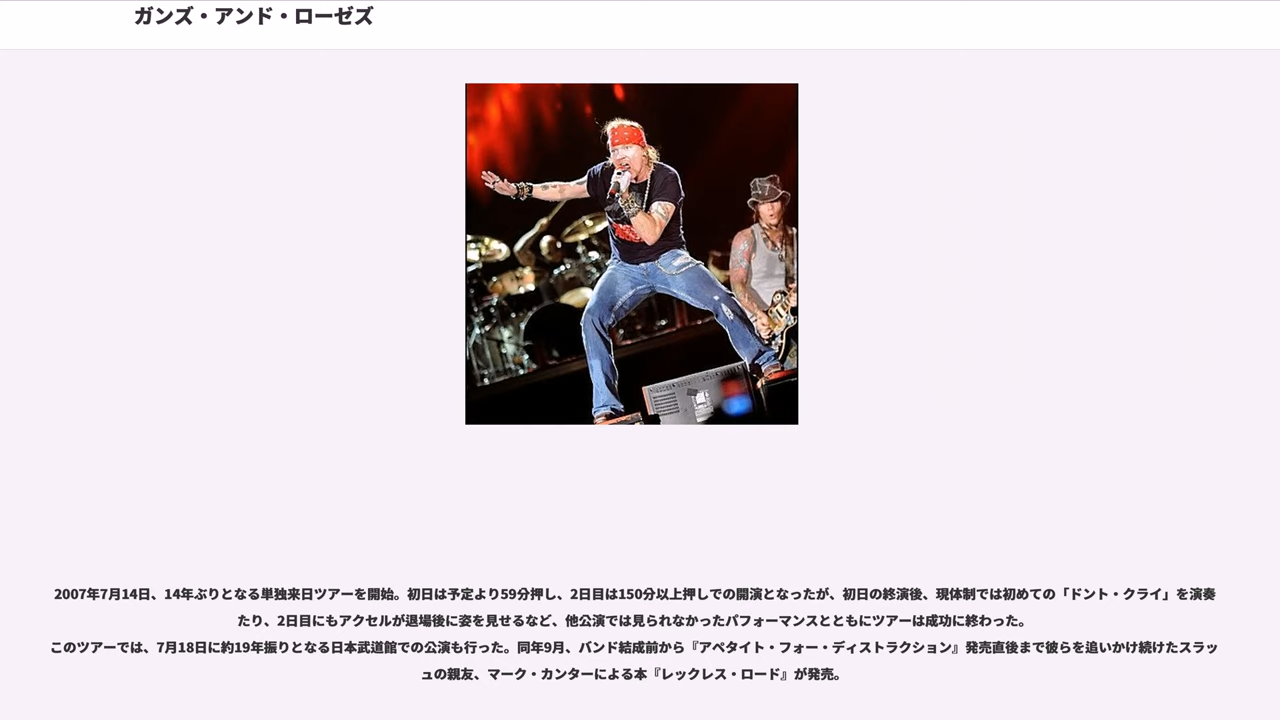 ガンズ・アンド・ローゼズ
2007年7月14日、14年ぶりとなる単独来日ツアーを開始。初日は予定より59分押し、2日目は150分以上押しでの開演となったが、初日の終演後、現体制では初めての「ドント・クライ」を演奏
たり、2日目にもアクセルが退場後に姿を見せるなど、他公演では見られなかったパフォーマンスとともにツアーは成功に終わった。
このツアーでは、7月18日に約19年振りとなる日本武道館での公演も行った。同年9月、バンド結成前から『アペタイト・フォー・ディストラクション』発売直後まで彼らを追いかけ続けたスラッ
ュの親友、マーク・カンターによる本『レックレス・ロード』が発売。